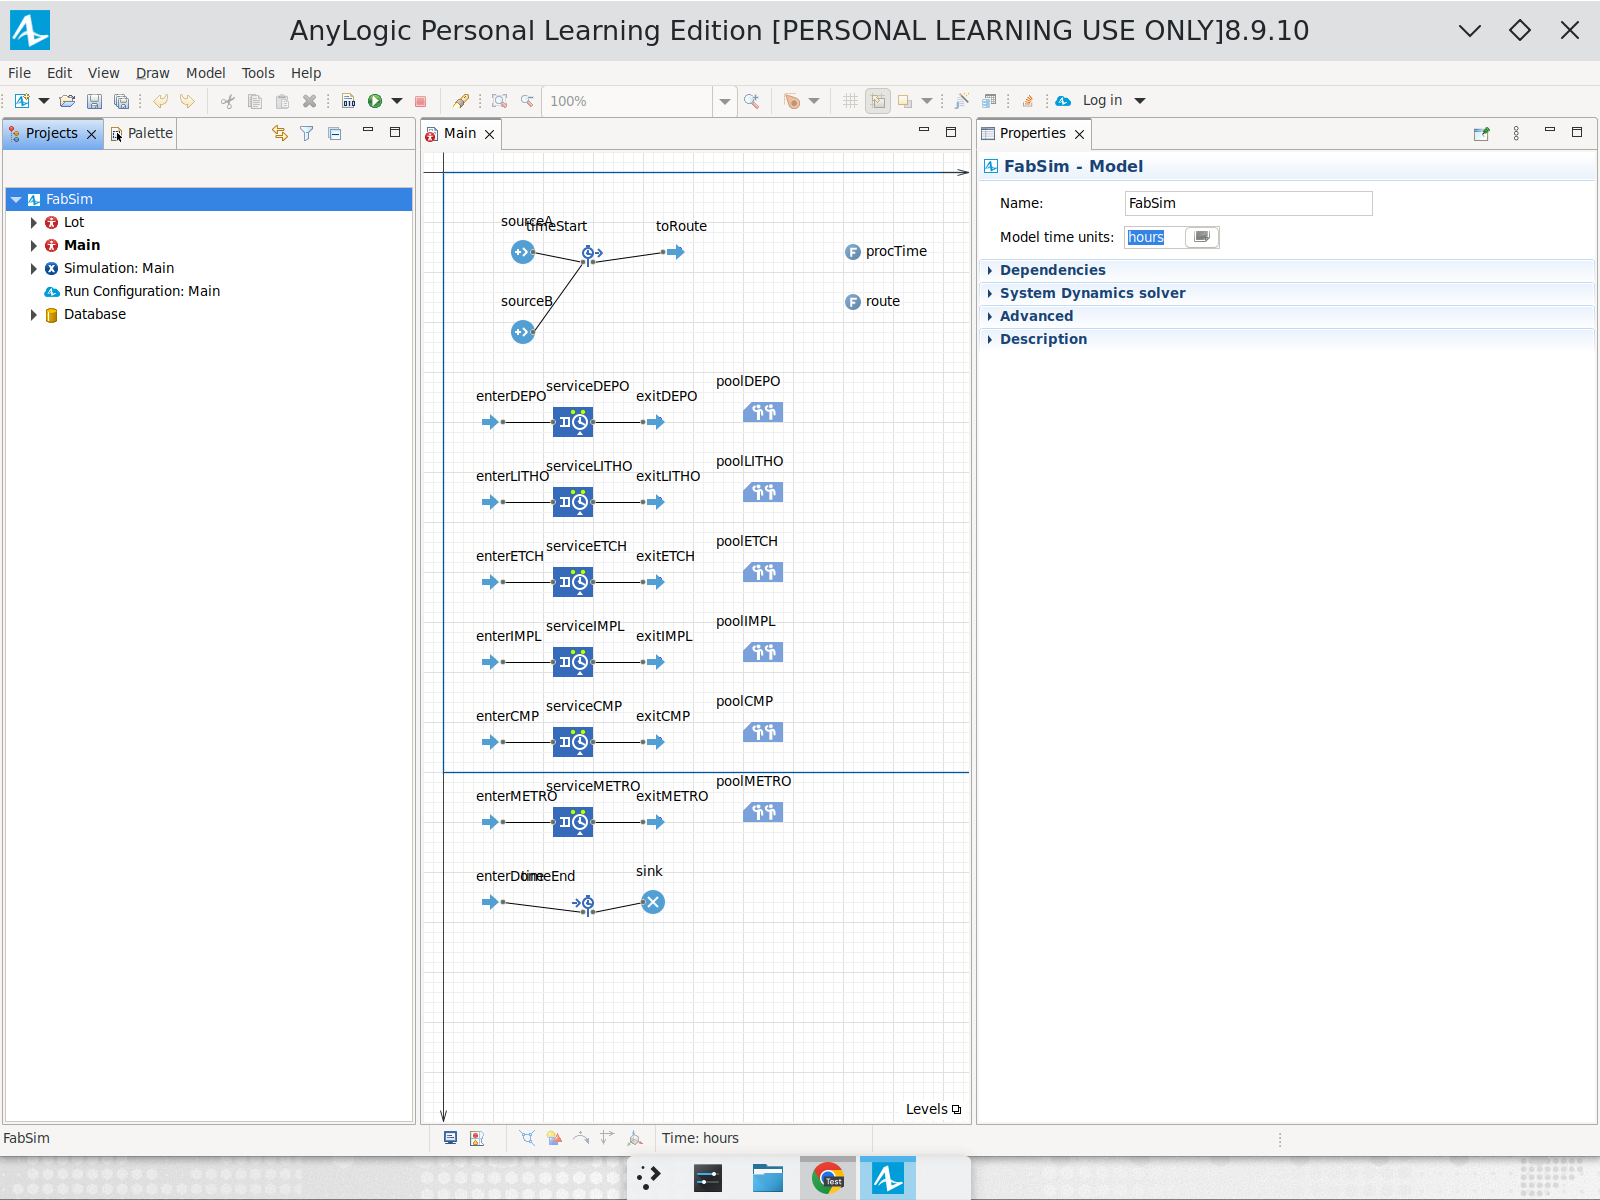 AnyLogic Personal Learning Edition [PERSONAL LEARNING USE ONLY]8.9.10
File Edit View Draw Model Tools Help
100% Log in
Projects Palette
FabSim
Lot
Main
Simulation: Main
Run Configuration: Main
Database
Main
sourceA
timeStart
toRoute
procTime
sourceB
route
enterDEPO serviceDEPO exitDEPO poolDEPO
enterLITHO serviceLITHO exitLITHO poolLITHO
enterETCH serviceETCH exitETCH poolETCH
enterIMPL serviceIMPL exitIMPL poolIMPL
enterCMP serviceCMP exitCMP poolCMP
enterMETRO serviceMETRO exitMETRO poolMETRO
enterDone timeEnd sink
Levels
Properties
FabSim - Model
Name: FabSim
Model time units: hours
Dependencies
System Dynamics solver
Advanced
Description
FabSim
Time: hours
Test